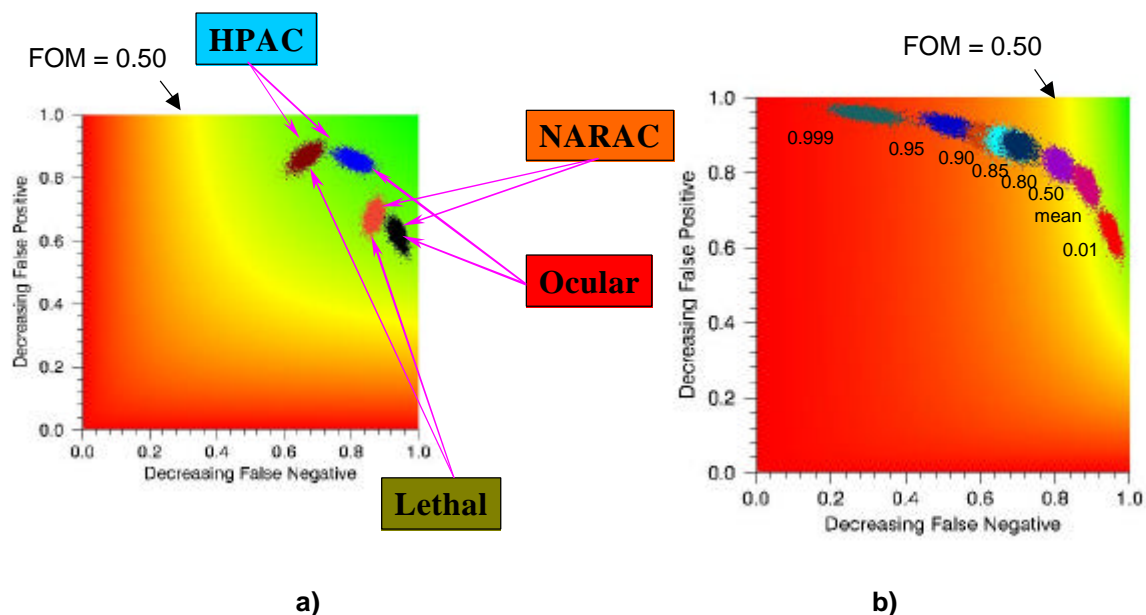 HPAC
FOM = 0.50
NARAC
Ocular
Lethal
1.0
0.8
0.6
0.4
0.2
0.0
Decreasing False Positive
0.0 0.2 0.4 0.6 0.8 1.0
Decreasing False Negative
a)
FOM = 0.50
1.0
0.8
0.6
0.4
0.2
0.0
Decreasing False Positive
0.999
0.95
0.90
0.85
0.80
0.50
mean
0.01
0.0 0.2 0.4 0.6 0.8 1.0
Decreasing False Negative
b)